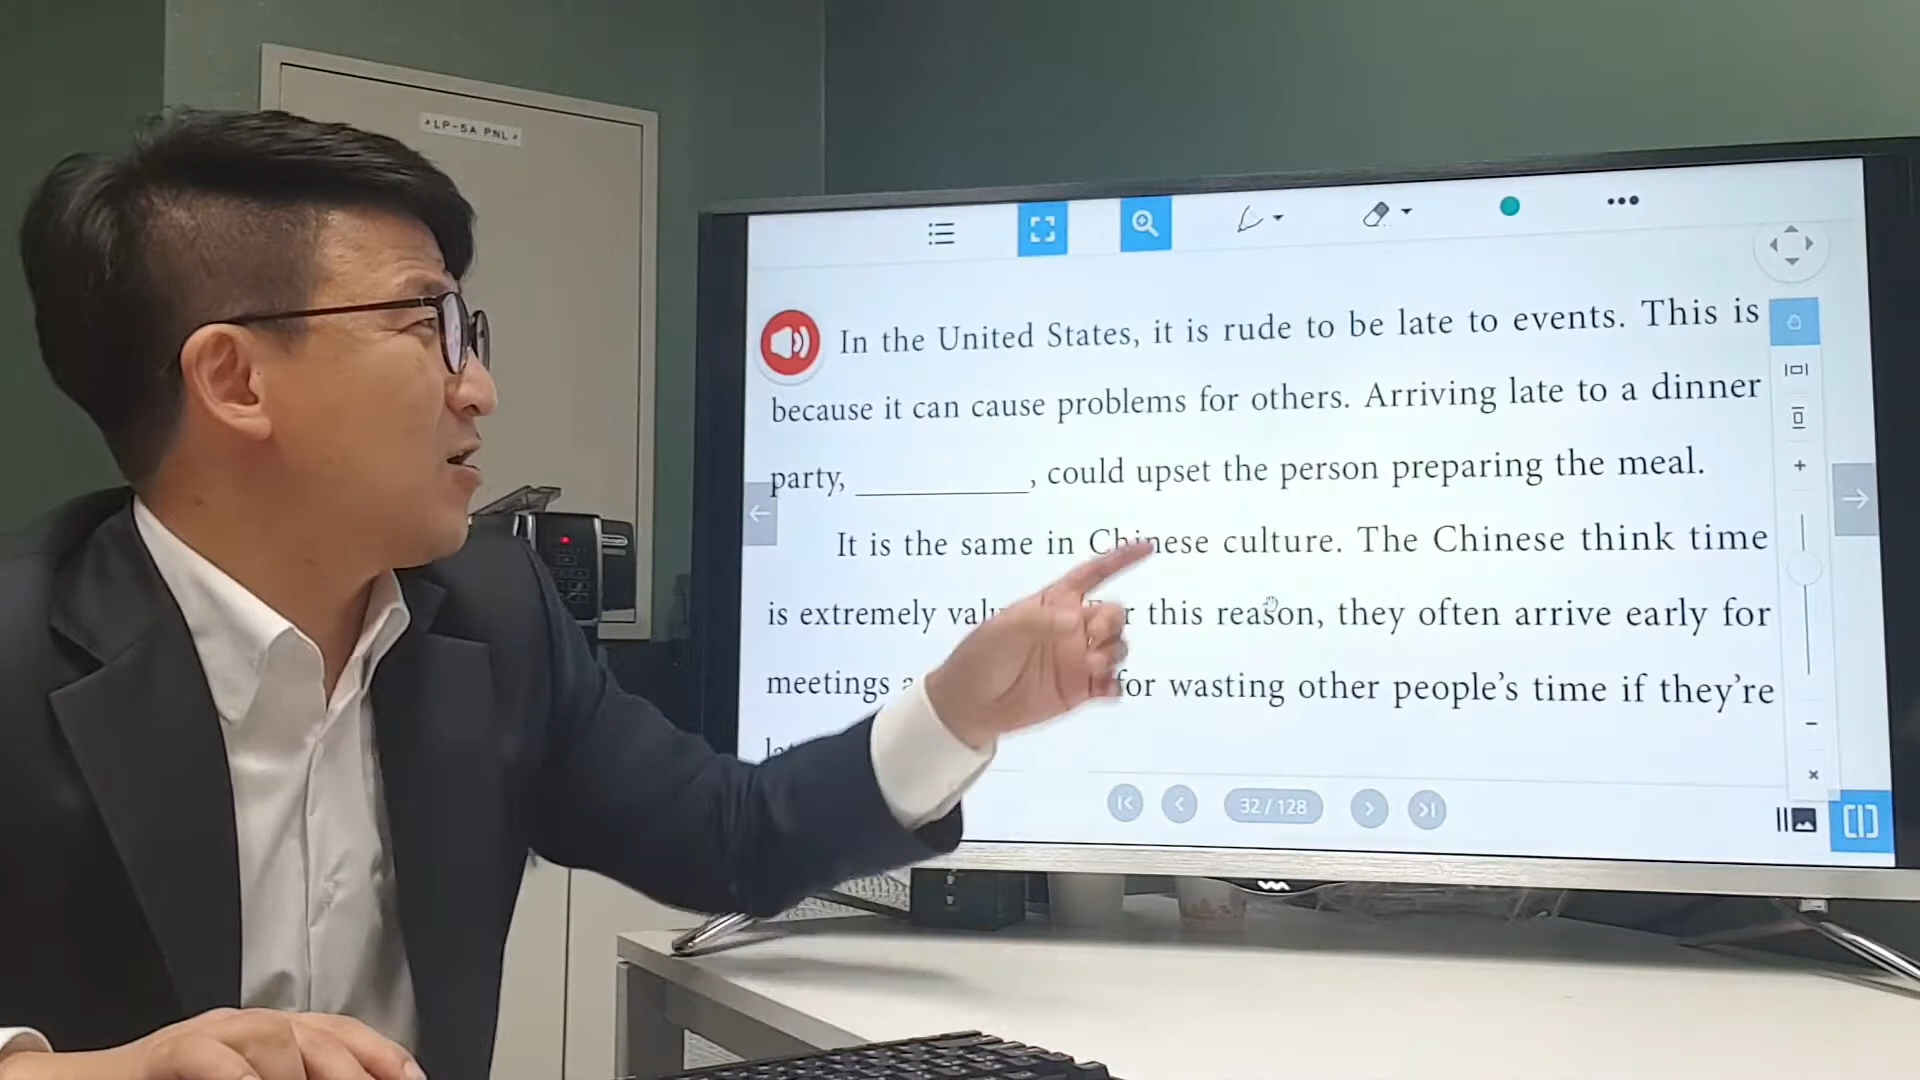 LP-5A PNL
In the United States, it is rude to be late to events. This is
because it can cause problems for others. Arriving late to a dinner
party, __________, could upset the person preparing the meal.
It is the same in Chinese culture. The Chinese think time
is extremely this reason, they often arrive early for
meetings for wasting other people's time if they're
32 / 128